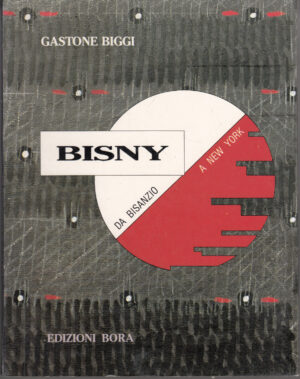 GASTONE BIGGI
BISNY
DA BISANZIO
A NEW YORK
EDIZIONI BORA